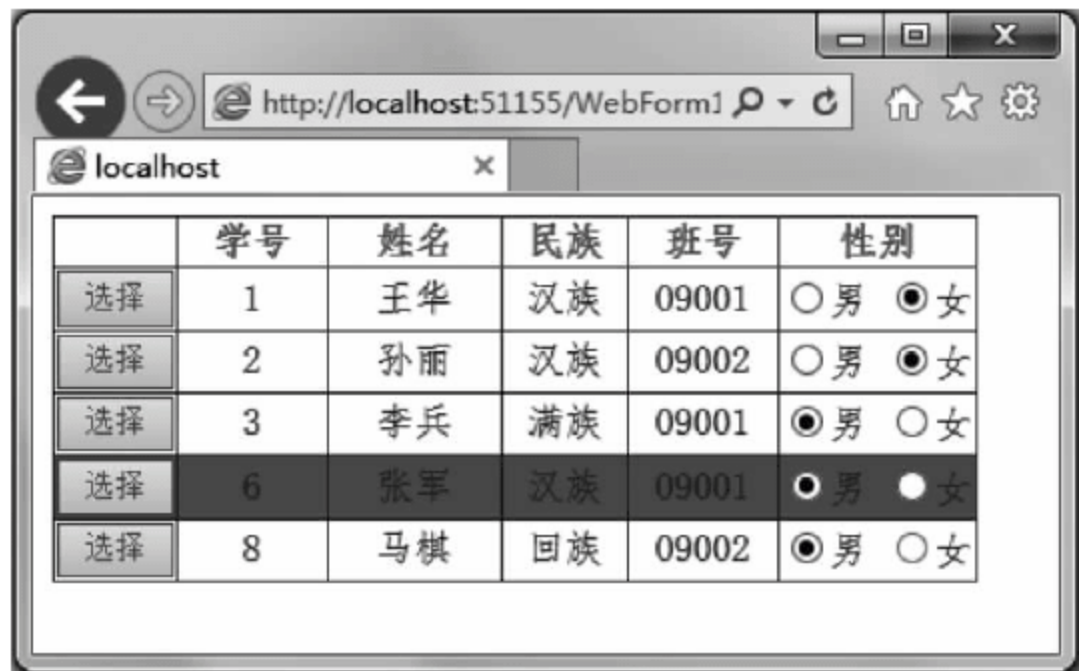 http://localhost:51155/WebForm1
localhost
学号 姓名 民族 班号 性别
选择 1 王华 汉族 09001 男 女
选择 2 孙丽 汉族 09002 男 女
选择 3 李兵 满族 09001 男 女
选择 6 张军 汉族 09001 男 女
选择 8 马棋 回族 09002 男 女